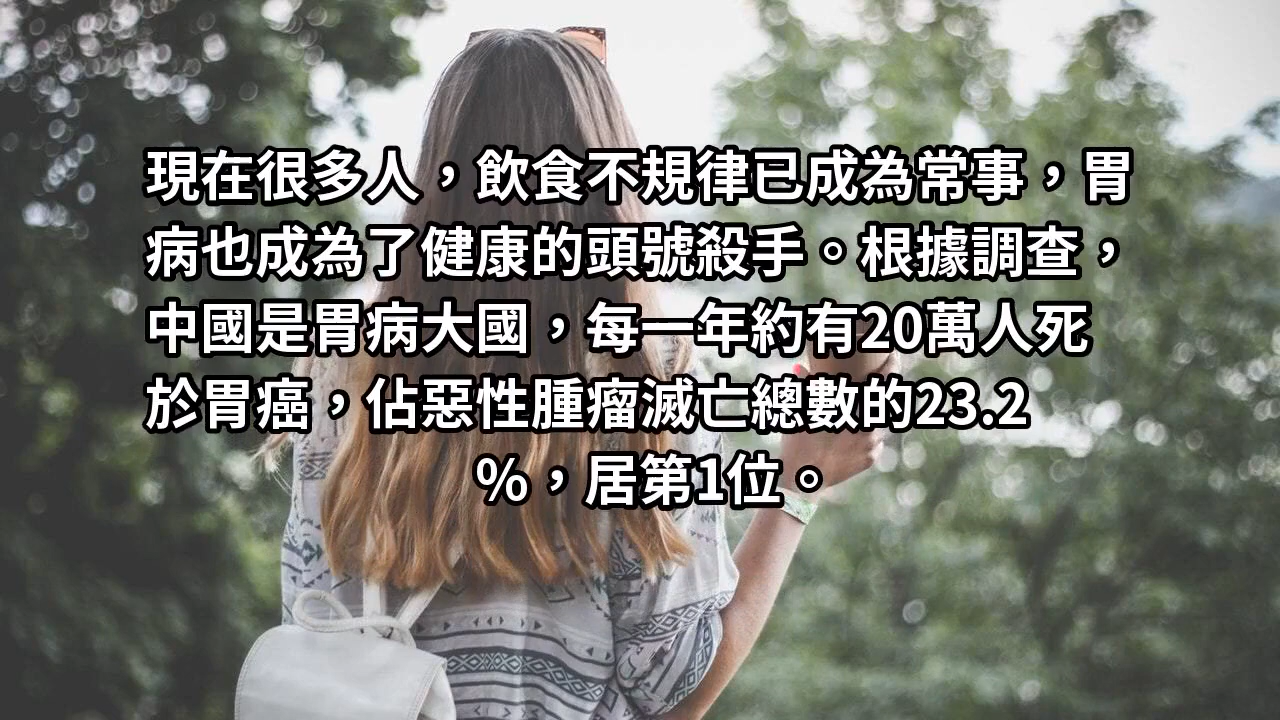 現在很多人，飲食不規律已成為常事，胃
病也成為了健康的頭號殺手。根據調查，
中國是胃病大國，每一年約有20萬人死
於胃癌，佔惡性腫瘤滅亡總數的23.2
%，居第1位。